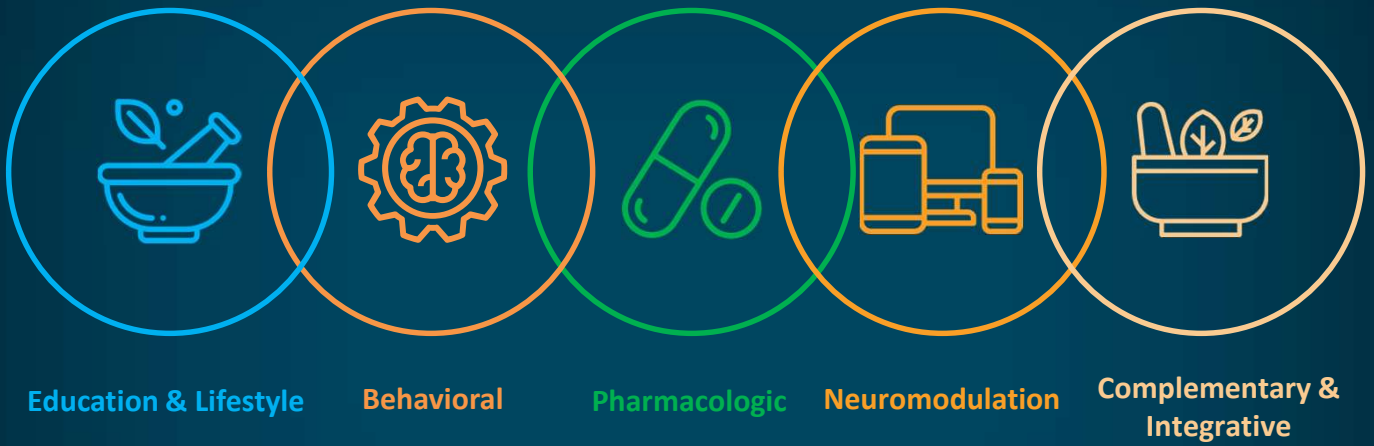 Education & Lifestyle
Behavioral
Pharmacologic
Neuromodulation
Complementary &
Integrative